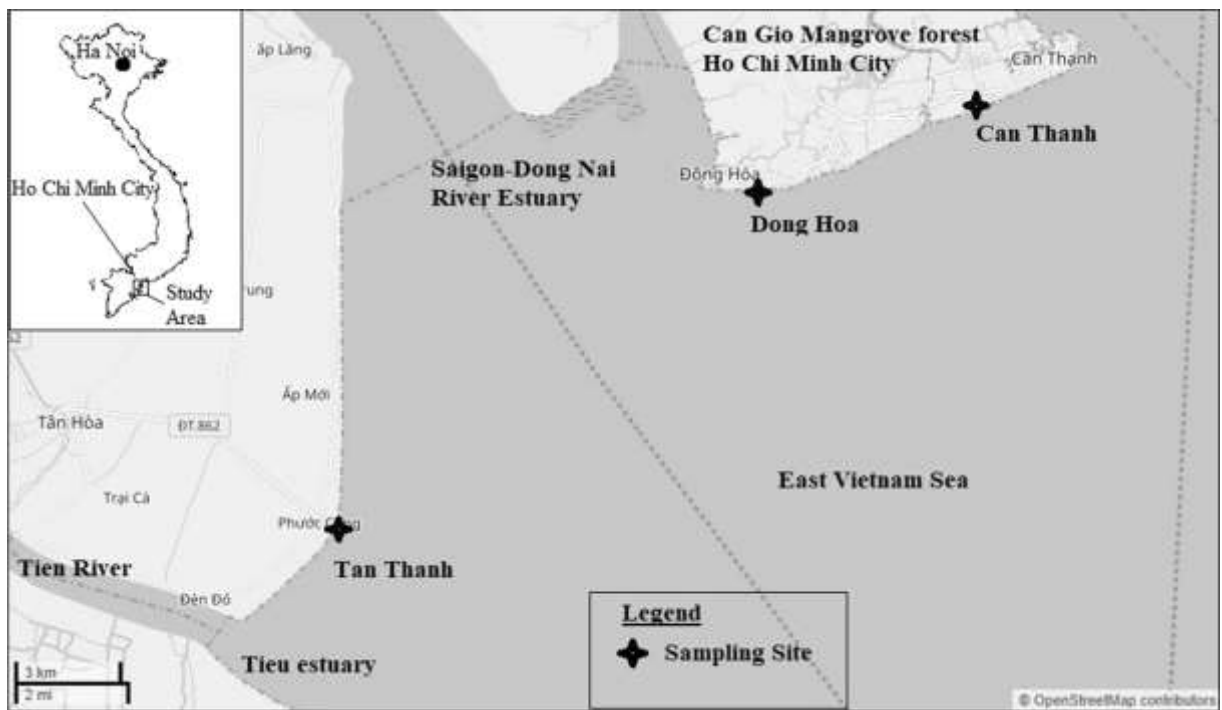 Ha Noi
Ho Chi Minh City
Study
Area
ấp Láng
Can Gio Mangrove forest
Ho Chi Minh City
Cần Thạnh
Can Thanh
Saigon-Dong Nai
River Estuary
Đông Hòa
Dong Hoa
rung
Ấp Mới
Tân Hòa
ĐT.862
East Vietnam Sea
Trại Cá
Phước
Tan Thanh
Tien River
Đèn Đỏ
Tieu estuary
Legend
Sampling Site
3 km
2 mi
© OpenStreetMap contributors